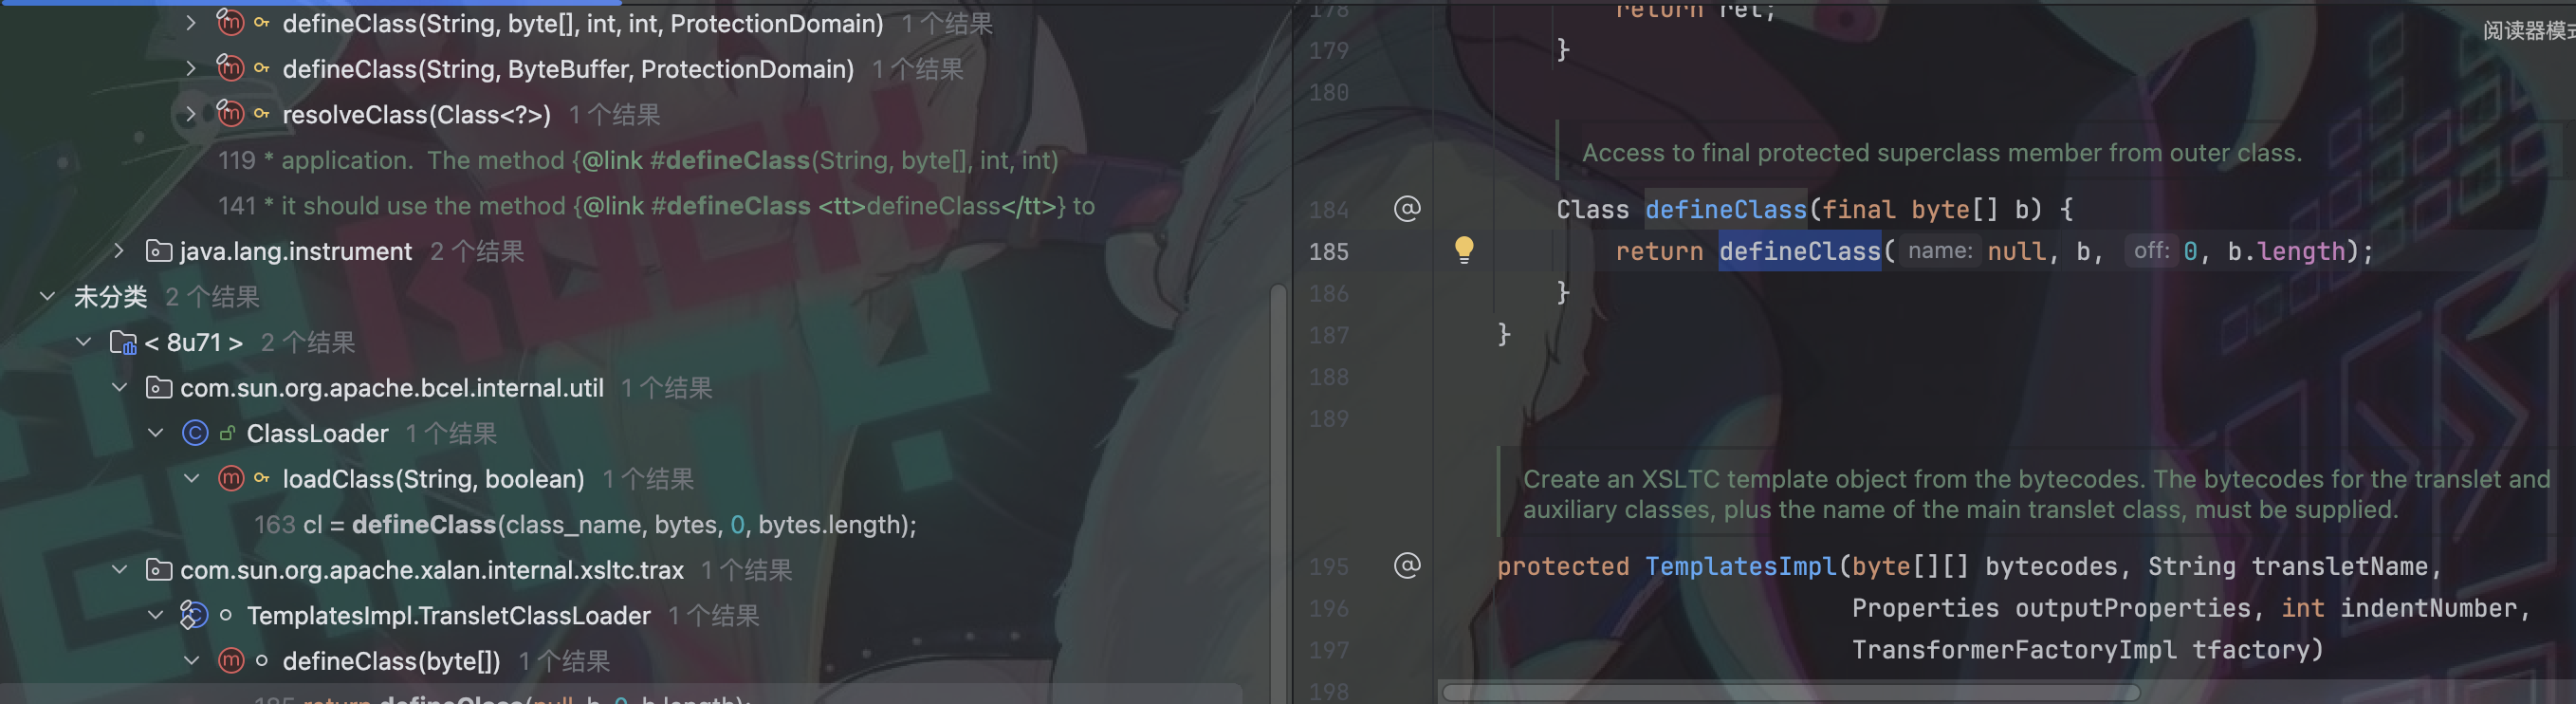 defineClass(String, byte[], int, int, ProtectionDomain) 1个结果
defineClass(String, ByteBuffer, ProtectionDomain) 1个结果
resolveClass(Class<?>) 1个结果
119 * application. The method {@link #defineClass(String, byte[], int, int)
141 * it should use the method {@link #defineClass <tt>defineClass</tt>} to
java.lang.instrument 2个结果
未分类 2个结果
< 8u71 > 2个结果
com.sun.org.apache.bcel.internal.util 1个结果
ClassLoader 1个结果
loadClass(String, boolean) 1个结果
163 cl = defineClass(class_name, bytes, 0, bytes.length);
com.sun.org.apache.xalan.internal.xsltc.trax 1个结果
TemplatesImpl.TransletClassLoader 1个结果
defineClass(byte[]) 1个结果
185 return defineClass(null, b, 0, b.length);
178 return ret;
阅读器模式
179 }
180
Access to final protected superclass member from outer class.
184 @ Class defineClass(final byte[] b) {
185 return defineClass( name: null, b, off: 0, b.length);
186 }
187 }
188
189
Create an XSLTC template object from the bytecodes. The bytecodes for the translet and
auxiliary classes, plus the name of the main translet class, must be supplied.
195 @ protected TemplatesImpl(byte[][] bytecodes, String transletName,
196 Properties outputProperties, int indentNumber,
197 TransformerFactoryImpl tfactory)
198